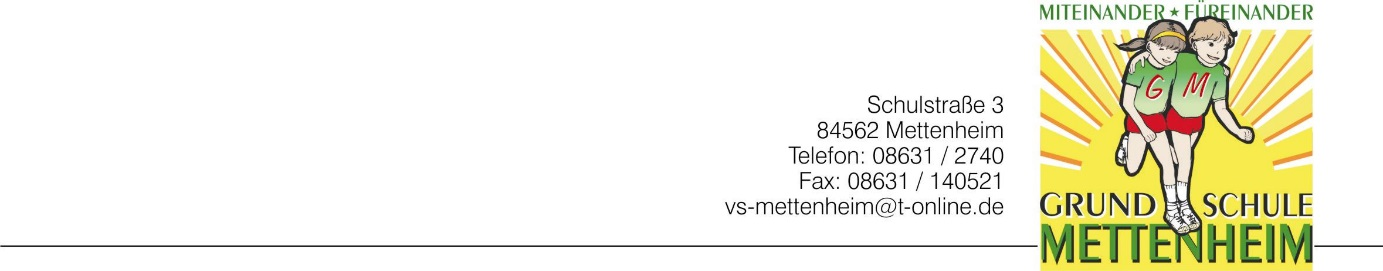 Schulstraße 3
84562 Mettenheim
Telefon: 08631 / 2740
Fax: 08631 / 140521
vs-mettenheim@t-online.de
MITEINANDER ★ FÜREINANDER
G M
GRUND SCHULE
METTENHEIM